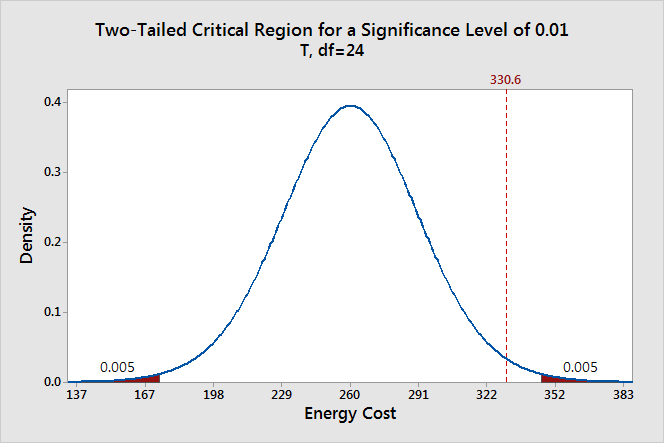 Two-Tailed Critical Region for a Significance Level of 0.01
T, df=24
330.6
0.4
0.3
0.2
0.1
0.0
Density
0.005
0.005
137 167 198 229 260 291 322 352 383
Energy Cost